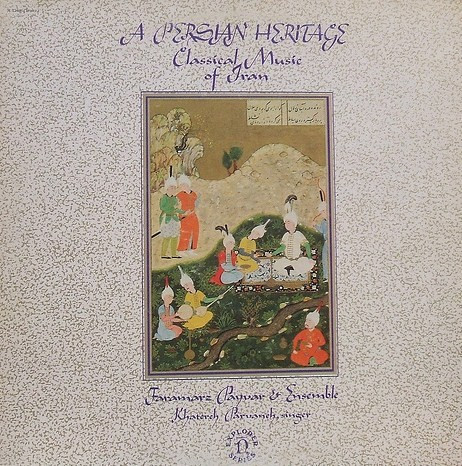 A PERSIAN HERITAGE
Classical Music
of Iran
Faramarz Payvar & Ensemble
Khatereh Parvaneh, singer
EXPLORER
N
SERIES